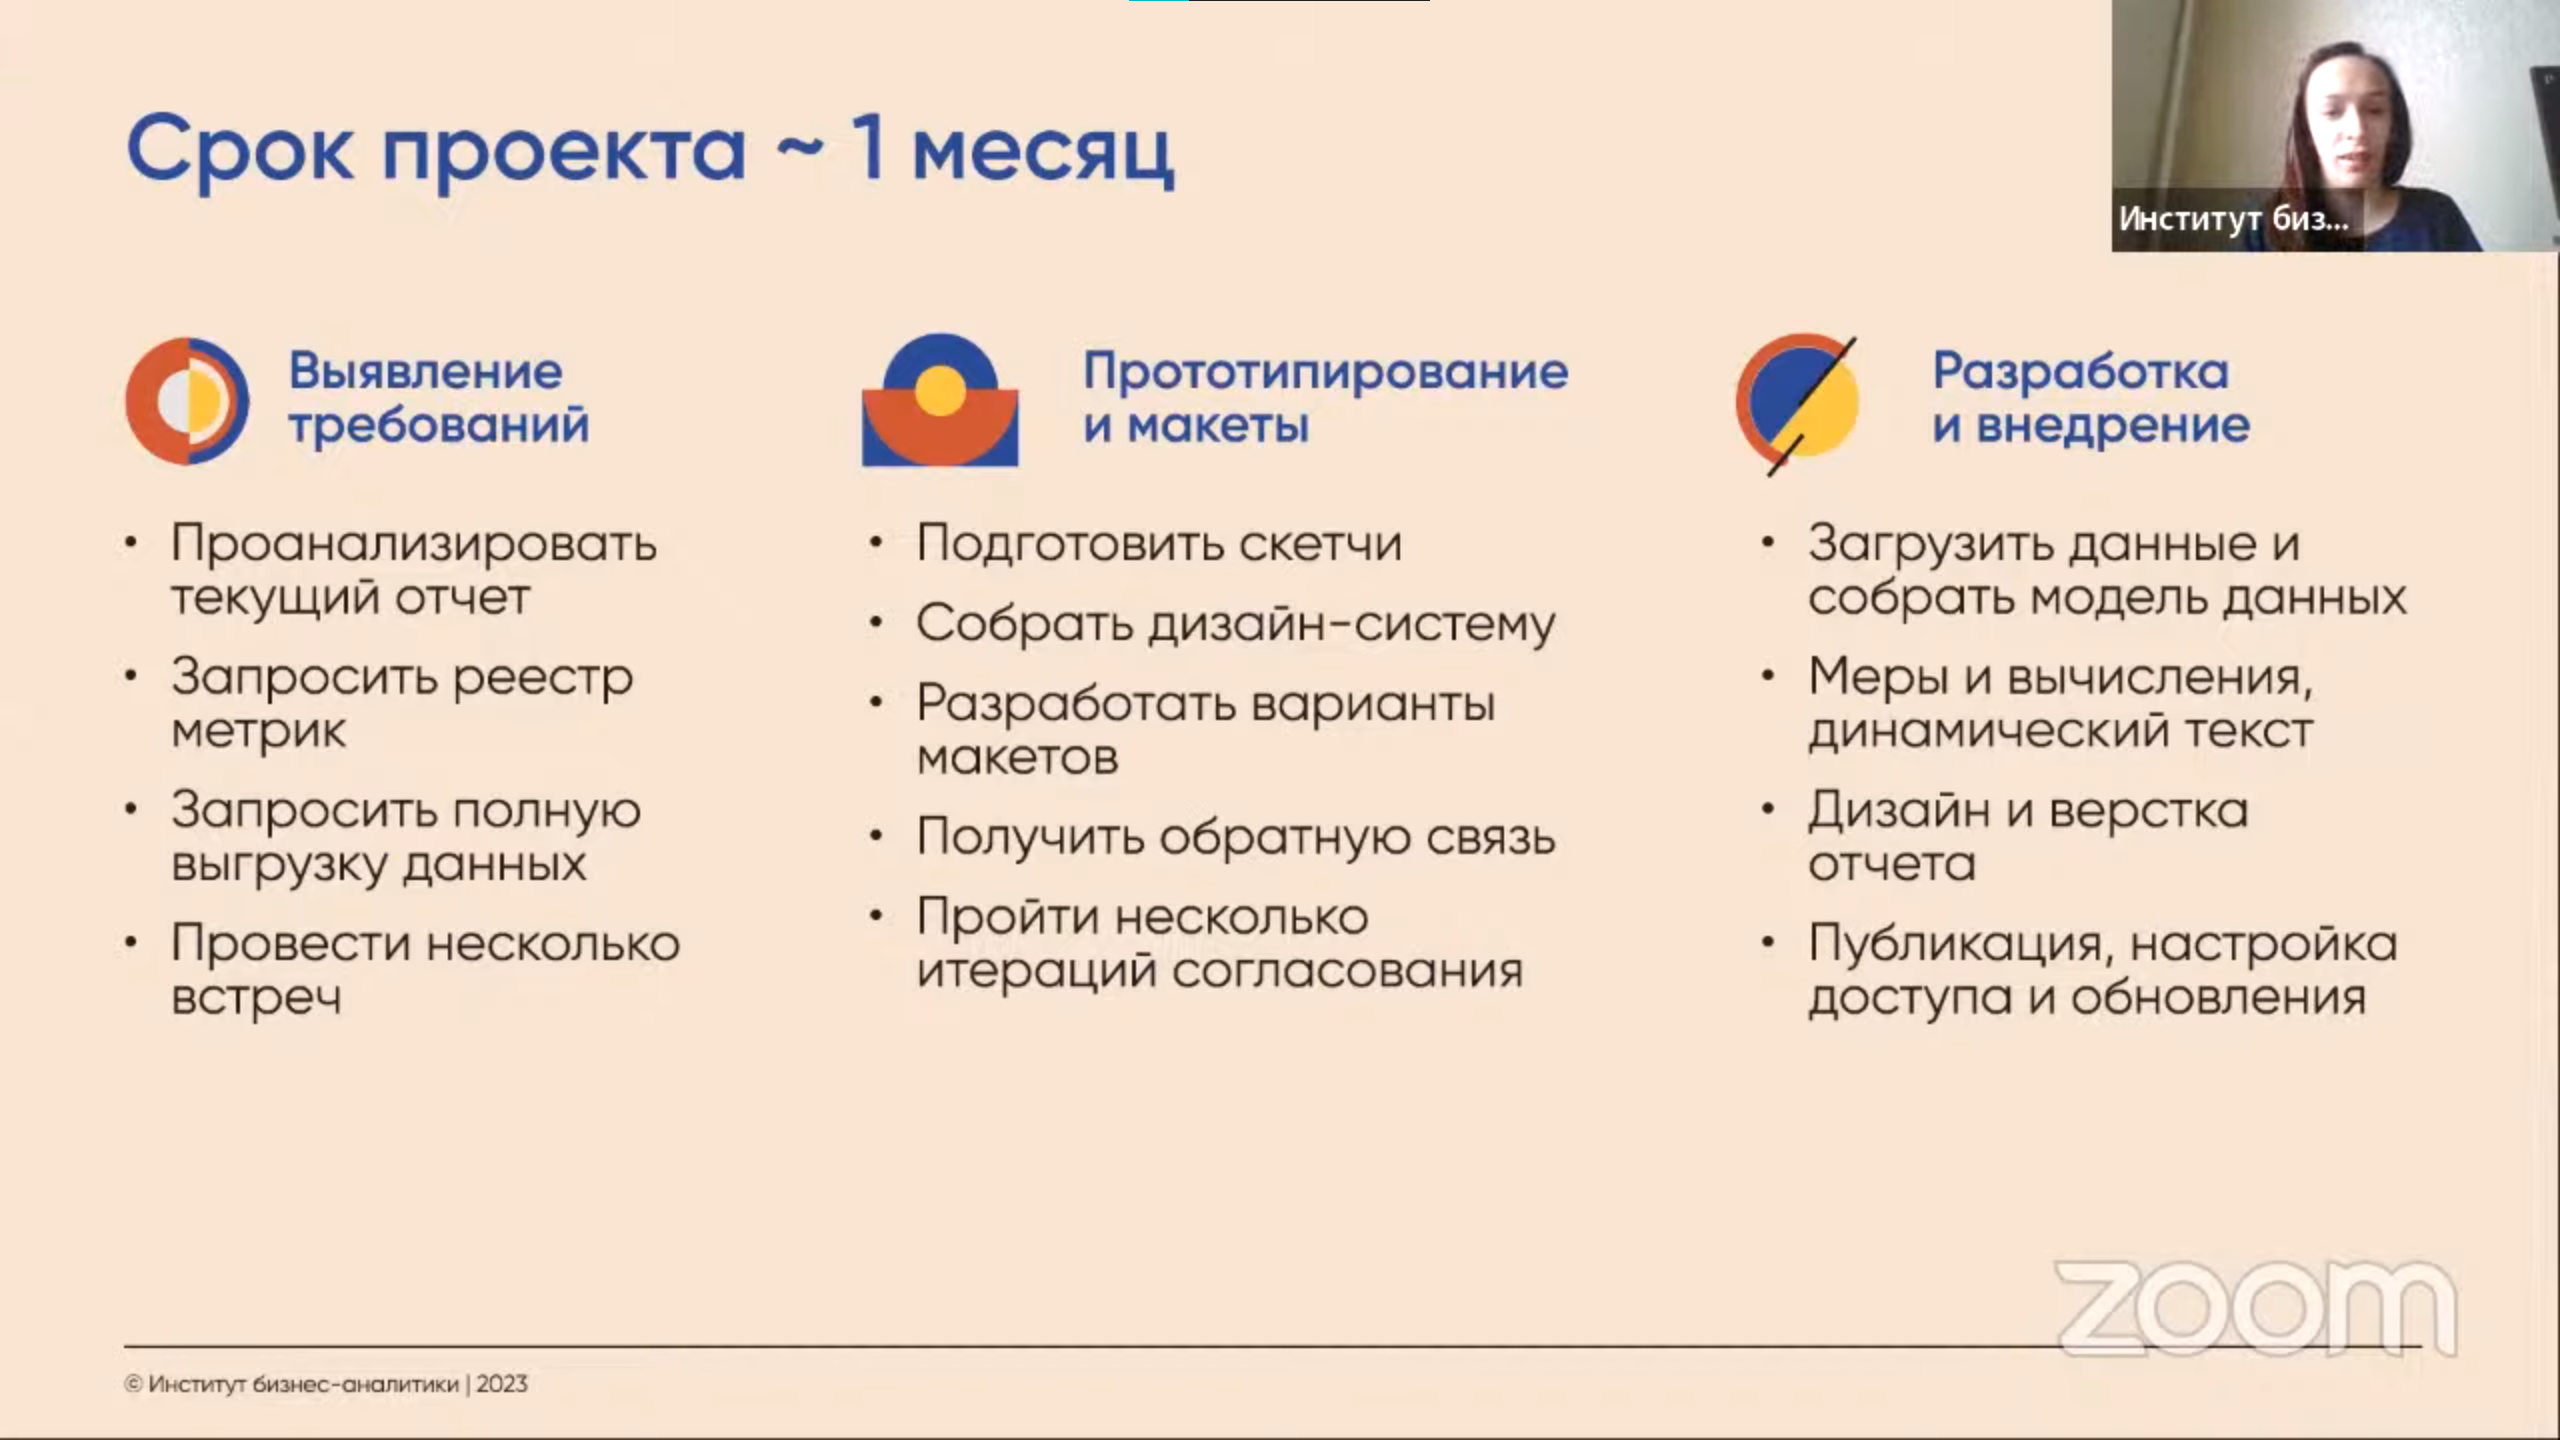 Срок проекта ~ 1 месяц
Институт биз...
Выявление
требований
Проанализировать
текущий отчет
Запросить реестр
метрик
Запросить полную
выгрузку данных
Провести несколько
встреч
Прототипирование
и макеты
Подготовить скетчи
Собрать дизайн-систему
Разработать варианты
макетов
Получить обратную связь
Пройти несколько
итераций согласования
Разработка
и внедрение
Загрузить данные и
собрать модель данных
Меры и вычисления,
динамический текст
Дизайн и верстка
отчета
Публикация, настройка
доступа и обновления
zoom
© Институт бизнес-аналитики | 2023